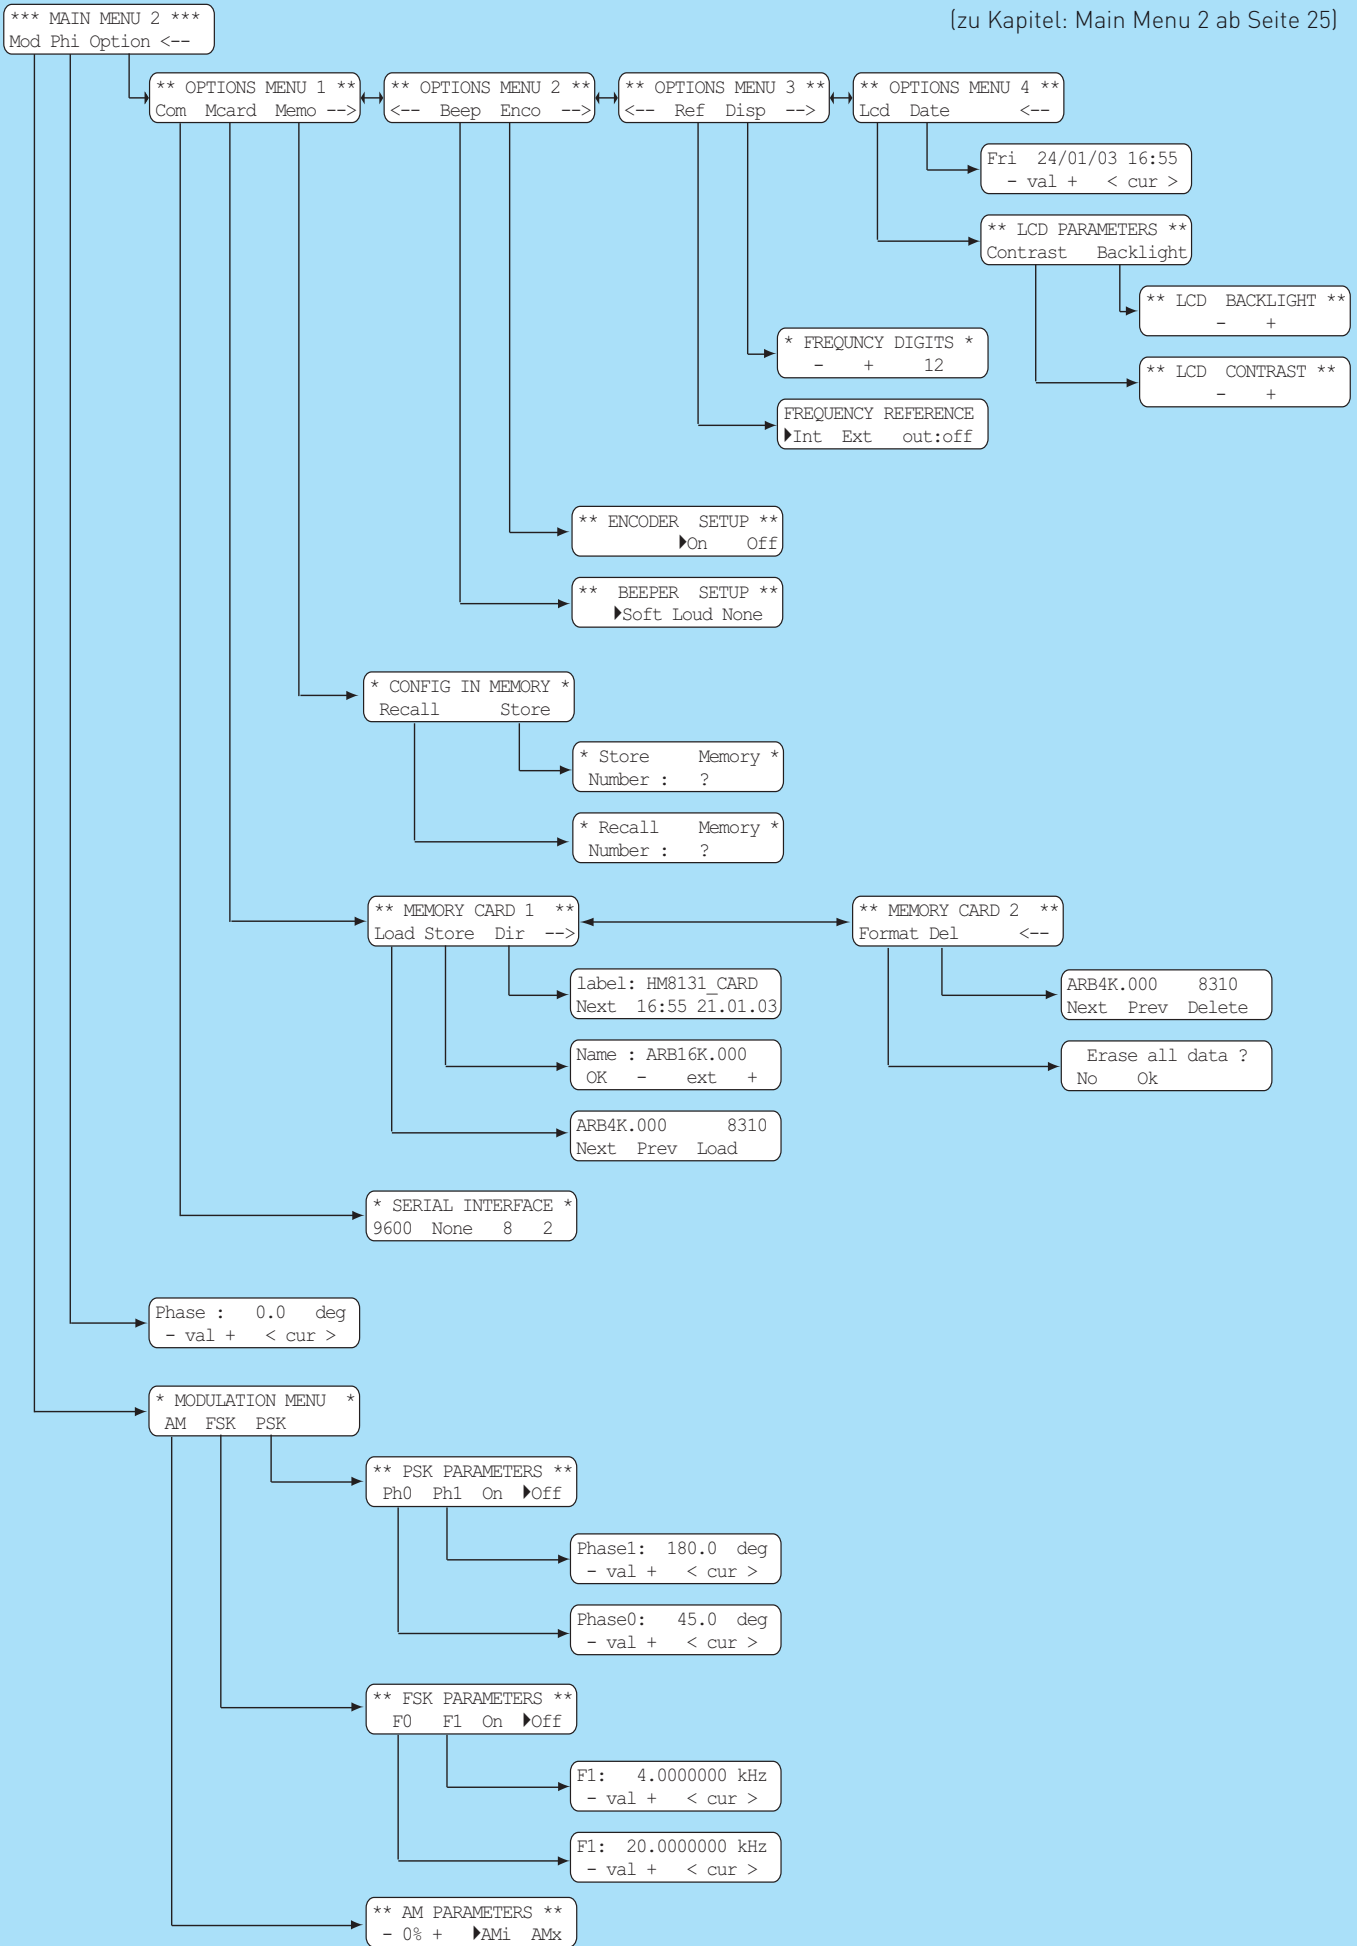 *** MAIN MENU 2 ***
Mod Phi Option <--
(zu Kapitel: Main Menu 2 ab Seite 25)
** OPTIONS MENU 1 **
Com Mcard Memo -->
** OPTIONS MENU 2 **
<-- Beep Enco -->
** OPTIONS MENU 3 **
<-- Ref Disp -->
** OPTIONS MENU 4 **
Lcd Date <--
Fri 24/01/03 16:55
- val + < cur >
** LCD PARAMETERS **
Contrast Backlight
** LCD BACKLIGHT **
- +
* FREQUNCY DIGITS *
- + 12
** LCD CONTRAST **
- +
FREQUENCY REFERENCE
Int Ext out:off
** ENCODER SETUP **
On Off
** BEEPER SETUP **
Soft Loud None
* CONFIG IN MEMORY *
Recall Store
* Store Memory *
Number : ?
* Recall Memory *
Number : ?
** MEMORY CARD 1 **
Load Store Dir -->
** MEMORY CARD 2 **
Format Del <--
label: HM8131_CARD
Next 16:55 21.01.03
ARB4K.000 8310
Next Prev Delete
Name : ARB16K.000
OK - ext +
Erase all data ?
No Ok
ARB4K.000 8310
Next Prev Load
* SERIAL INTERFACE *
9600 None 8 2
Phase : 0.0 deg
- val + < cur >
* MODULATION MENU *
AM FSK PSK
** PSK PARAMETERS **
Ph0 Ph1 On Off
Phase1: 180.0 deg
- val + < cur >
Phase0: 45.0 deg
- val + < cur >
** FSK PARAMETERS **
F0 F1 On Off
F1: 4.0000000 kHz
- val + < cur >
F1: 20.0000000 kHz
- val + < cur >
** AM PARAMETERS **
- 0% + AMi AMx